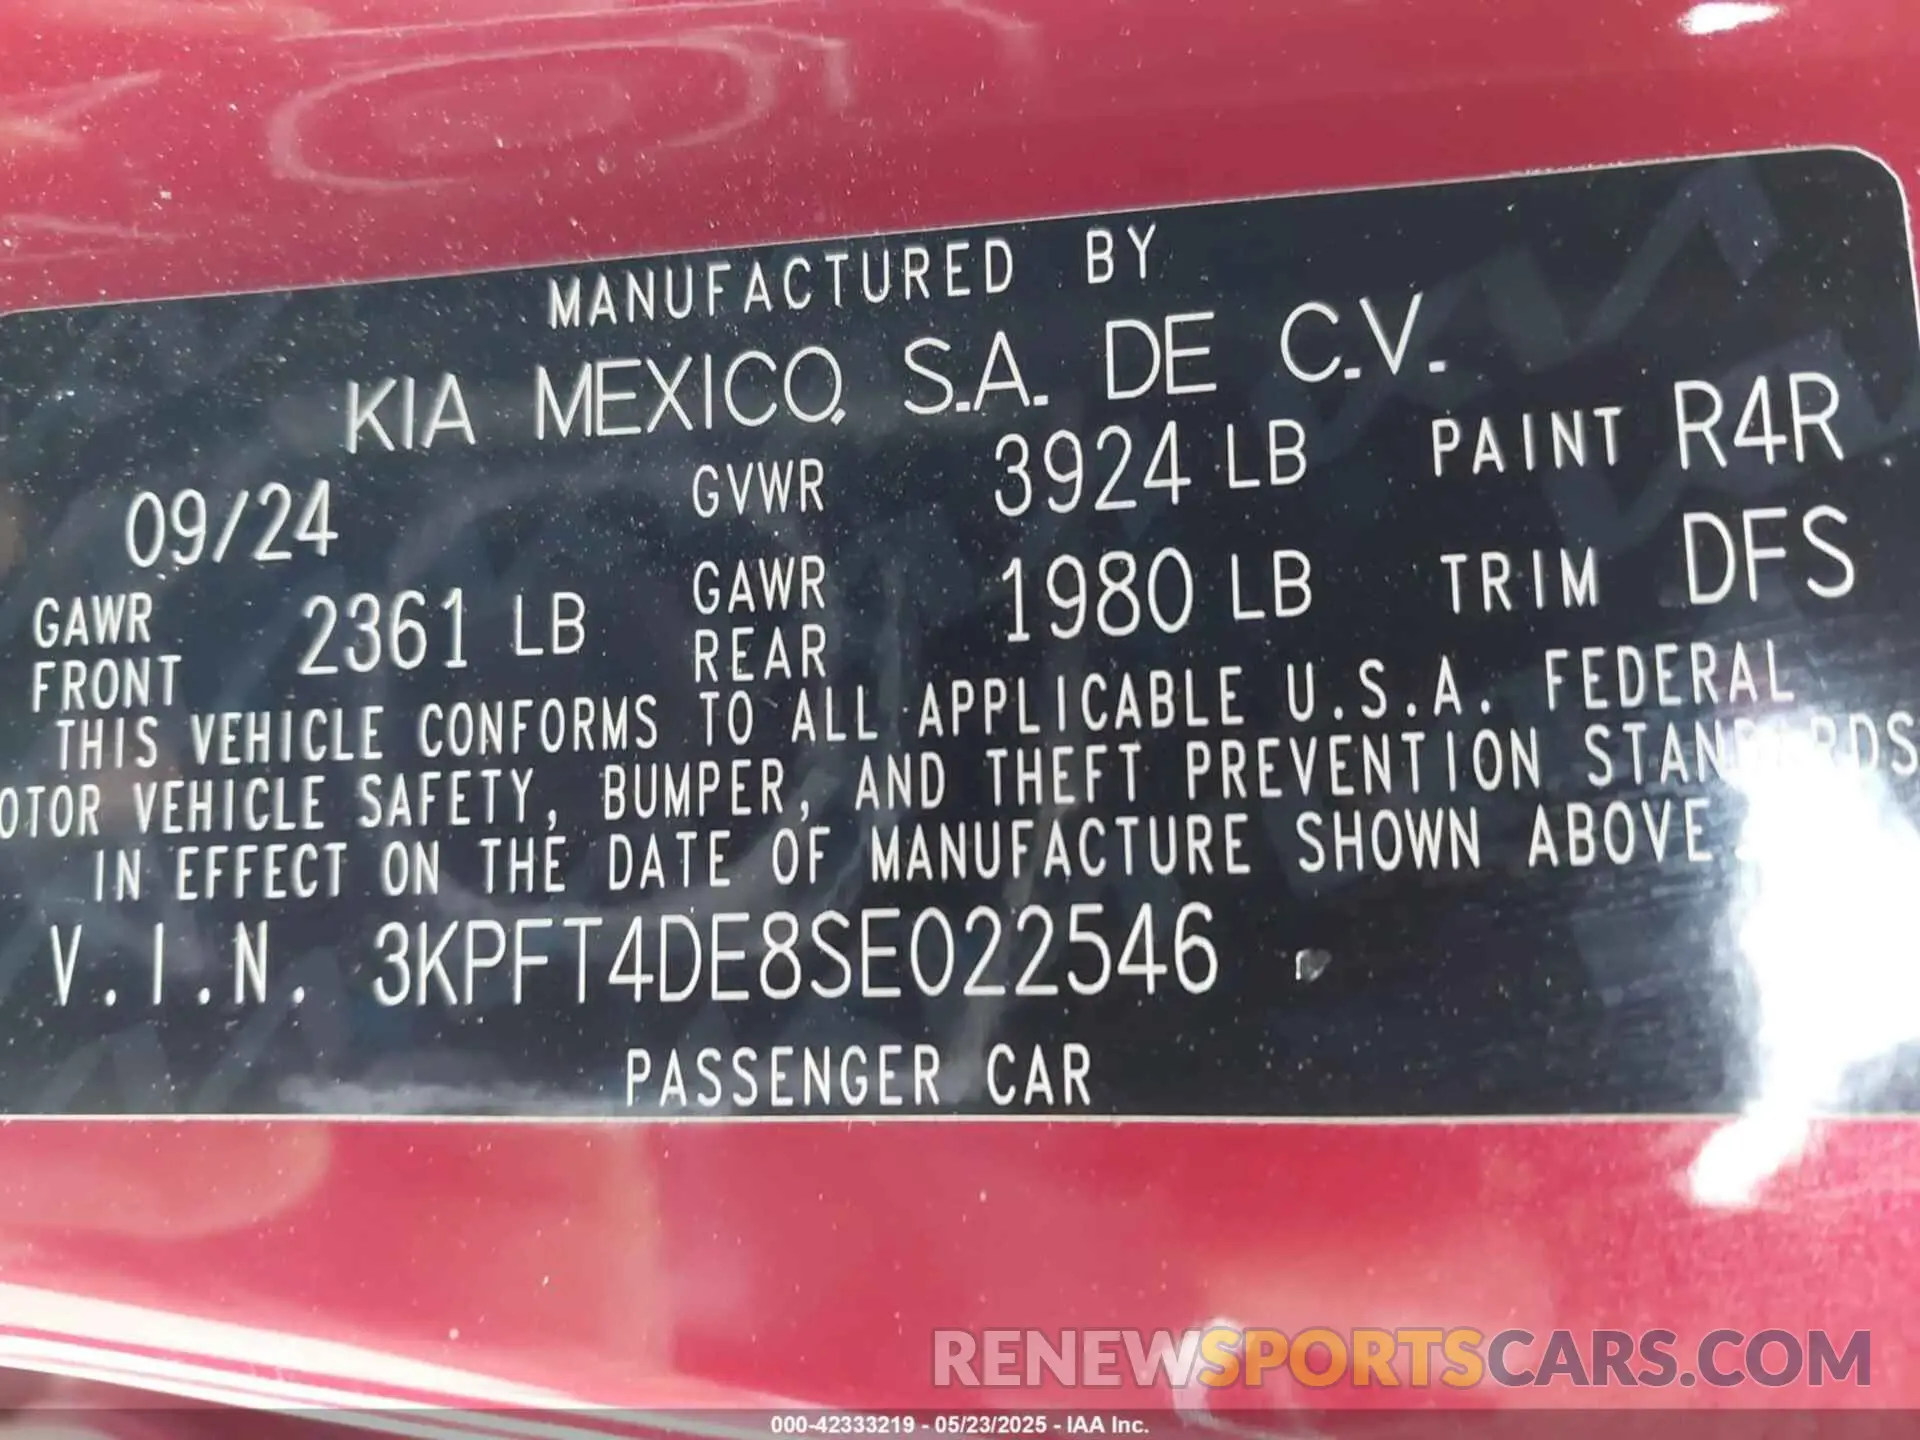 MANUFACTURED BY
KIA MEXICO, S.A. DE C.V.
09/24 GVWR 3924 LB PAINT R4R
GAWR FRONT 2361 LB GAWR REAR 1980 LB TRIM DFS
THIS VEHICLE CONFORMS TO ALL APPLICABLE U.S.A. FEDERAL
OTOR VEHICLE SAFETY, BUMPER, AND THEFT PREVENTION STANDARDS
IN EFFECT ON THE DATE OF MANUFACTURE SHOWN ABOVE.
V.I.N. 3KPFT4DE8SE022546
PASSENGER CAR
RENEWSPORTSCARS.COM
000-42333219 - 05/23/2025 - IAA Inc.